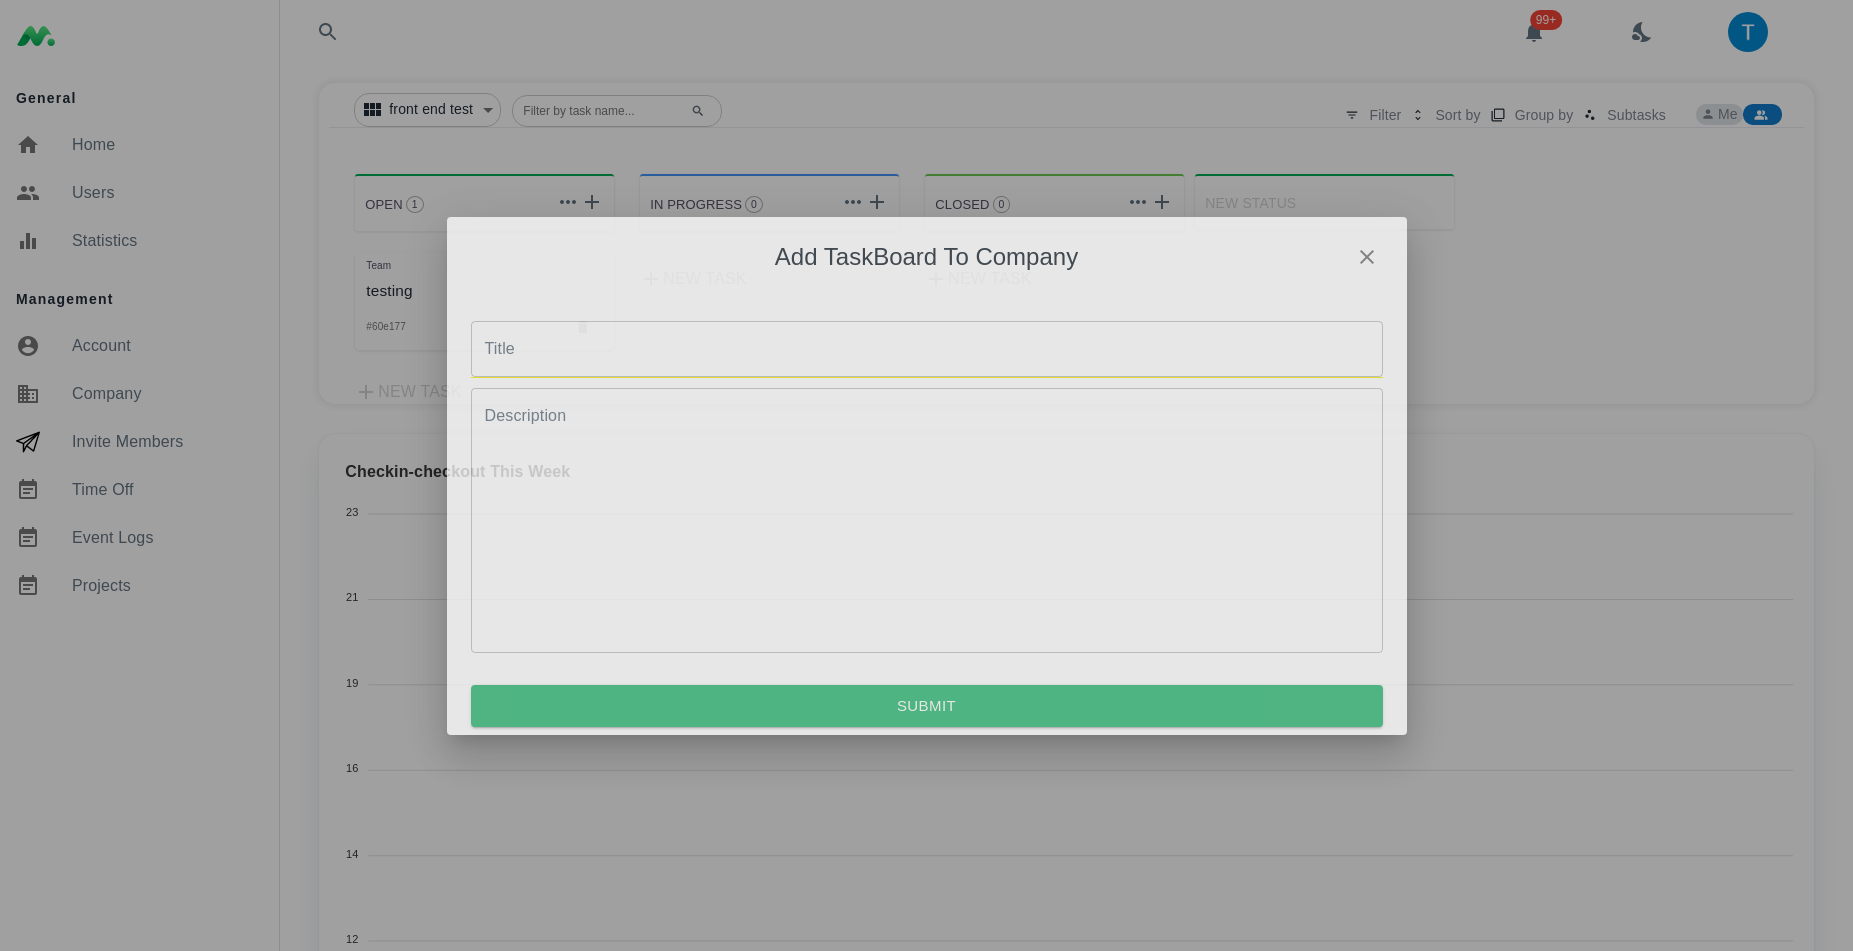 General
Home
Users
Statistics
Management
Account
Company
Invite Members
Time Off
Event Logs
Projects
99+
T
front end test
Filter by task name...
Filter
Sort by
Group by
Subtasks
Me
OPEN 1
IN PROGRESS 0
CLOSED 0
NEW STATUS
Team
testing
#60e177
NEW TASK
NEW TASK
NEW TASK
Add TaskBoard To Company
Title
Description
SUBMIT
Checkin-checkout This Week
23
21
19
16
14
12